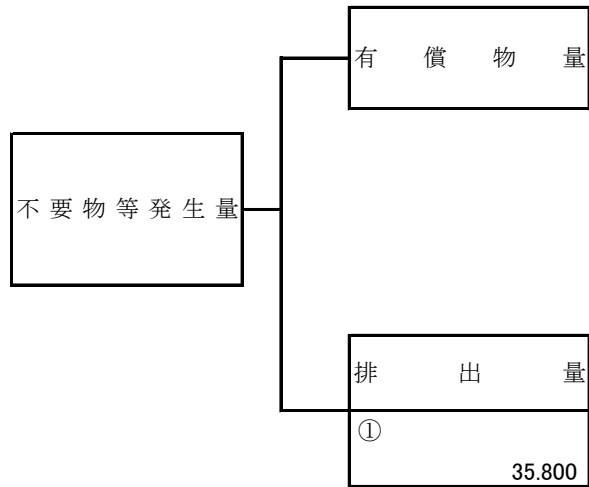 有償物量
不要物等発生量
排出量
①
35.800